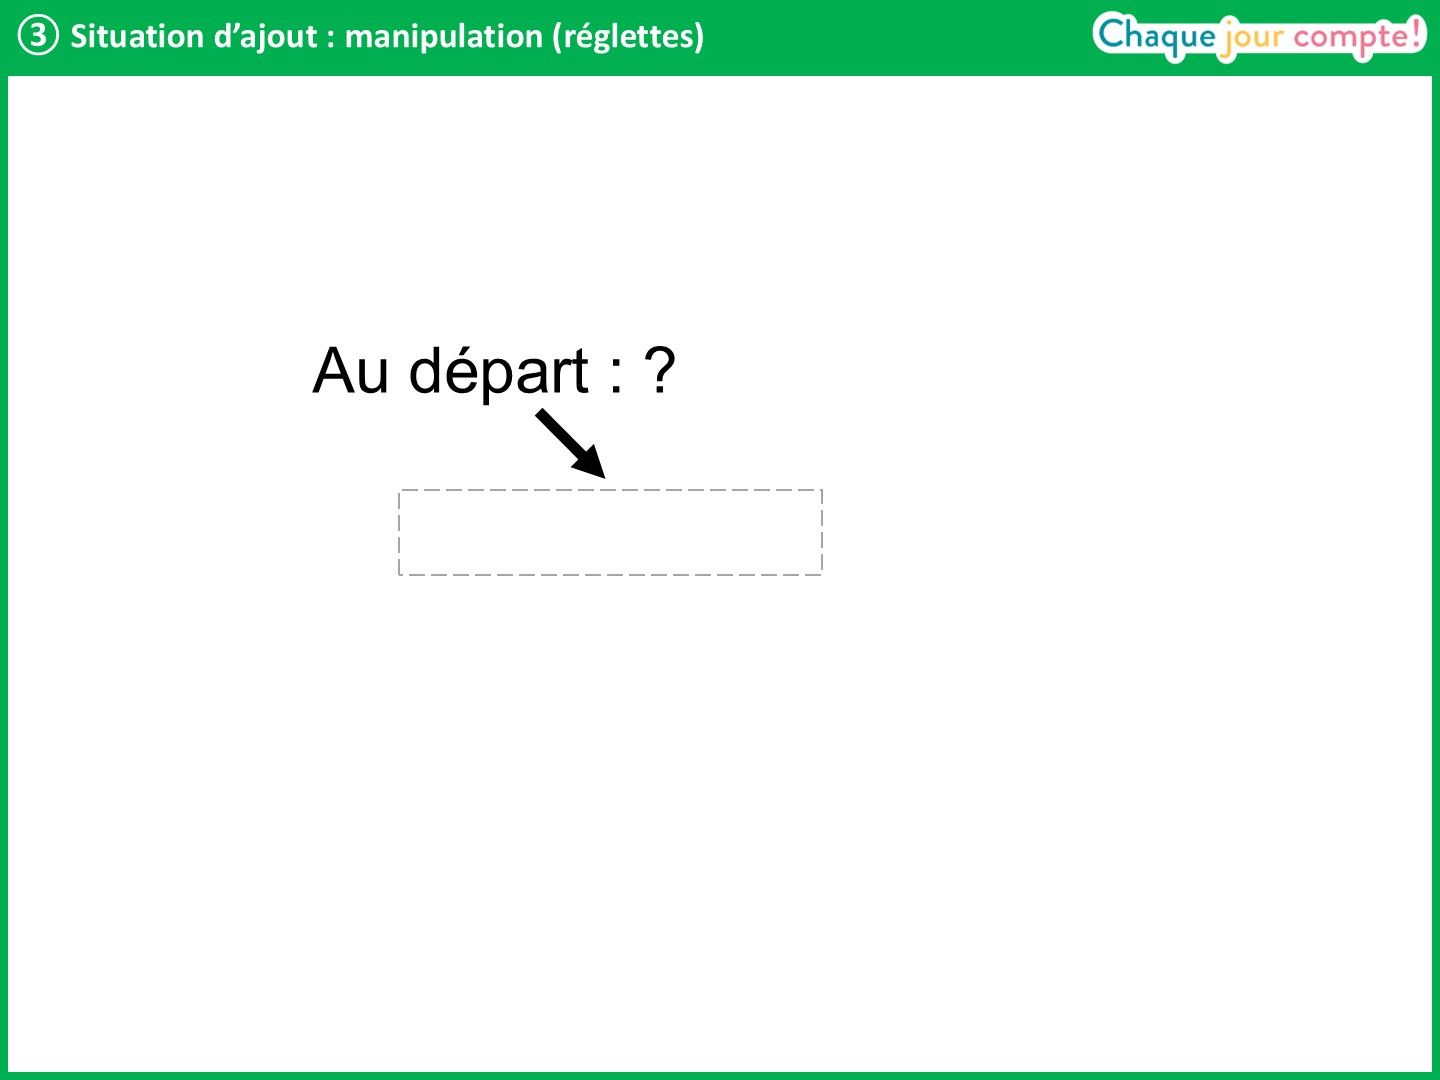 ③ Situation d’ajout : manipulation (réglettes)
Chaque jour compte!
Au départ : ?